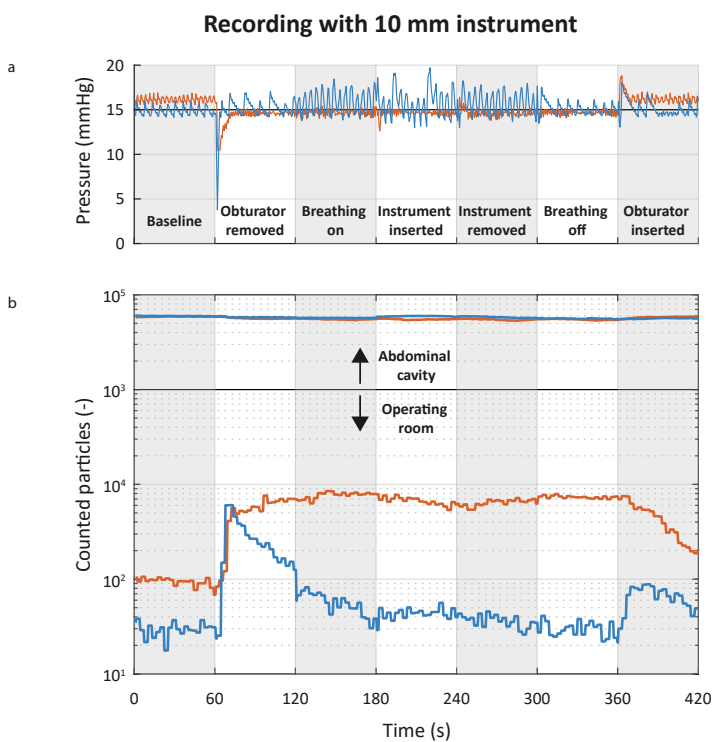 Recording with 10 mm instrument
a
Pressure (mmHg)
20
15
10
5
0
Baseline
Obturator
removed
Breathing
on
Instrument
inserted
Instrument
removed
Breathing
off
Obturator
inserted
b
Counted particles (-)
10⁵
10³
10⁴
10²
10¹
Abdominal
cavity
Operating
room
0 60 120 180 240 300 360 420
Time (s)